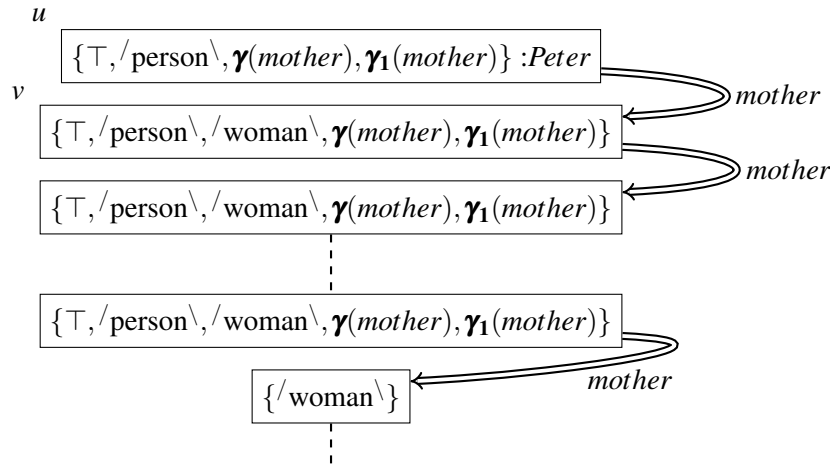 u
{⊤, ⁄person∖, γ(mother), γ₁(mother)} :Peter
mother
v
{⊤, ⁄person∖, ⁄woman∖, γ(mother), γ₁(mother)}
mother
{⊤, ⁄person∖, ⁄woman∖, γ(mother), γ₁(mother)}
{⊤, ⁄person∖, ⁄woman∖, γ(mother), γ₁(mother)}
mother
{⁄woman∖}